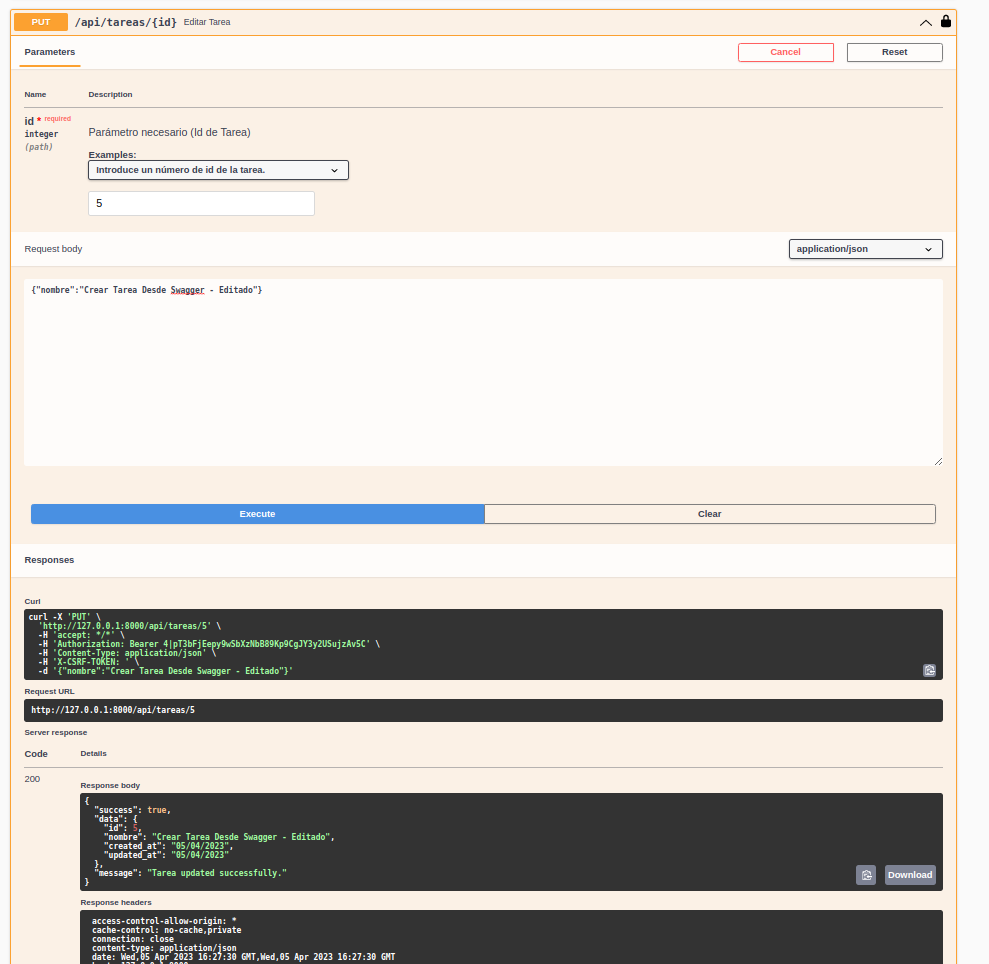 PUT /api/tareas/{id} Editar Tarea
Parameters
Cancel
Reset
Name Description
id * required
integer
(path)
Parámetro necesario (Id de Tarea)
Examples:
Introduce un número de id de la tarea.
5
Request body
application/json
{"nombre":"Crear Tarea Desde Swagger - Editado"}
Execute
Clear
Responses
Curl
curl -X 'PUT' \
'http://127.0.0.1:8000/api/tareas/5' \
-H 'accept: */*' \
-H 'Authorization: Bearer 4|pT3bFjEepy9wSbXzNbB89Kp9CgJY3y2USujzAv5C' \
-H 'Content-Type: application/json' \
-H 'X-CSRF-TOKEN: ' \
-d '{"nombre":"Crear Tarea Desde Swagger - Editado"}'
Request URL
http://127.0.0.1:8000/api/tareas/5
Server response
Code Details
200
Response body
{
"success": true,
"data": {
"id": 5,
"nombre": "Crear Tarea Desde Swagger - Editado",
"created_at": "05/04/2023",
"updated_at": "05/04/2023"
},
"message": "Tarea updated successfully."
}
Download
Response headers
access-control-allow-origin: *
cache-control: no-cache,private
connection: close
content-type: application/json
date: Wed,05 Apr 2023 16:27:30 GMT,Wed,05 Apr 2023 16:27:30 GMT